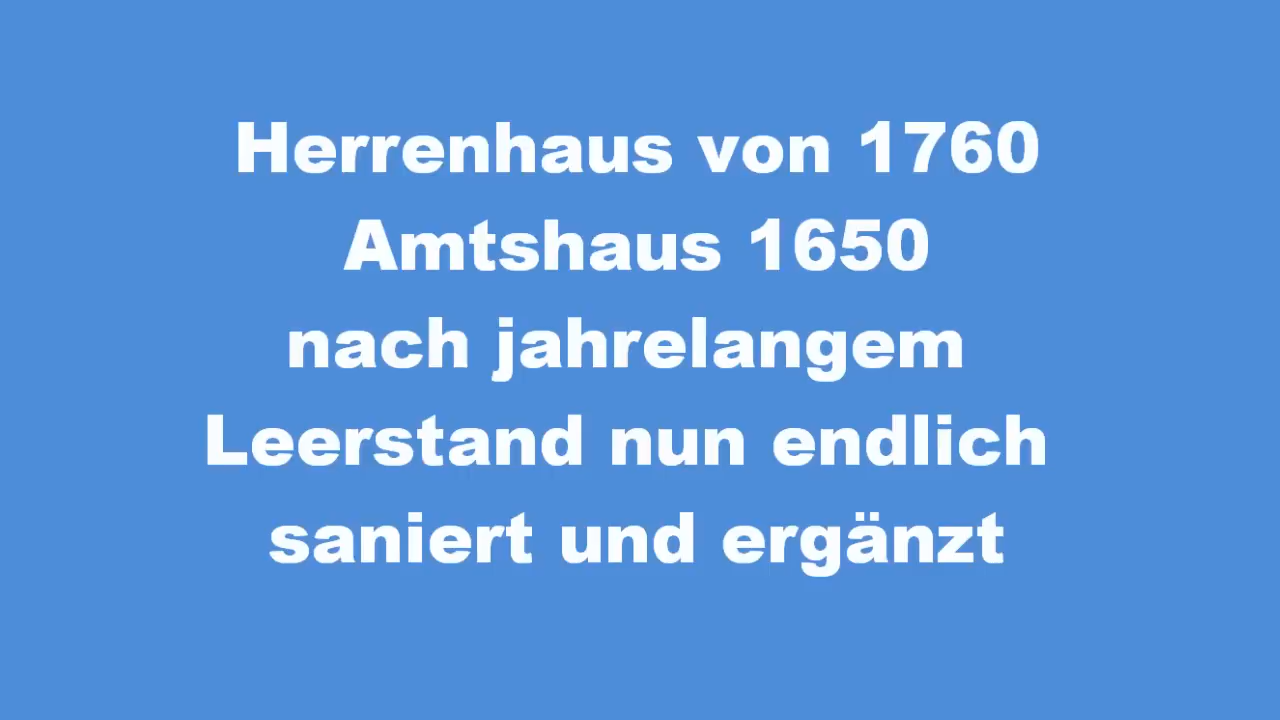 Herrenhaus von 1760
Amtshaus 1650
nach jahrelangem
Leerstand nun endlich
saniert und ergänzt